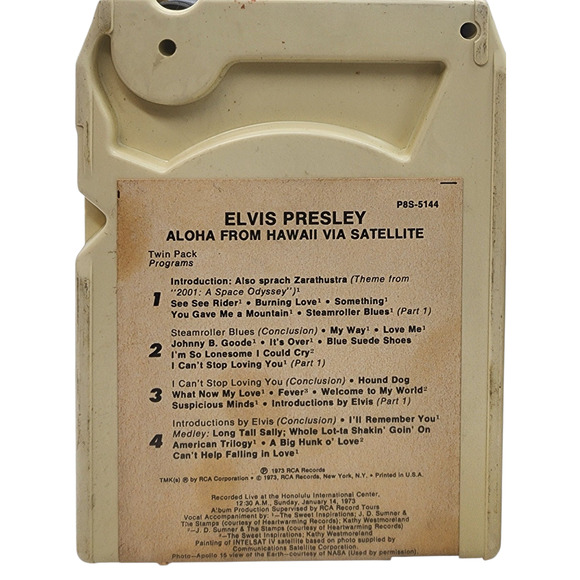 P8S-5144
ELVIS PRESLEY
ALOHA FROM HAWAII VIA SATELLITE
Twin Pack
Programs
1
Introduction: Also sprach Zarathustra (Theme from
"2001: A Space Odyssey")¹
See See Rider¹ • Burning Love¹ • Something¹
You Gave Me a Mountain¹ • Steamroller Blues¹ (Part 1)
2
Steamroller Blues (Conclusion) • My Way¹ • Love Me¹
Johnny B. Goode¹ • It's Over¹ • Blue Suede Shoes
I'm So Lonesome I Could Cry²
I Can't Stop Loving You¹ (Part 1)
3
I Can't Stop Loving You (Conclusion) • Hound Dog
What Now My Love¹ • Fever³ • Welcome to My World²
Suspicious Minds¹ • Introductions by Elvis (Part 1)
4
Introductions by Elvis (Conclusion) • I'll Remember You¹
Medley: Long Tall Sally; Whole Lot-ta Shakin' Goin' On
American Trilogy¹ • A Big Hunk o' Love²
Can't Help Falling in Love¹
℗ 1973 RCA Records
TMK(s) ® by RCA Corporation • © 1973, RCA Records, New York, N.Y. • Printed in U.S.A.
Recorded Live at the Honolulu International Center,
12:30 A.M., Sunday, January 14, 1973
Album Production Supervised by RCA Record Tours
Vocal Accompaniment by: ¹—The Sweet Inspirations; J. D. Sumner &
The Stamps (courtesy of Heartwarming Records); Kathy Westmoreland
²—J. D. Sumner & The Stamps (courtesy of Heartwarming Records)
³—The Sweet Inspirations; Kathy Westmoreland
Painting of INTELSAT IV satellite based on photo supplied by
Communications Satellite Corporation.
Photo—Apollo 15 view of the Earth—courtesy of NASA (Used by permission).